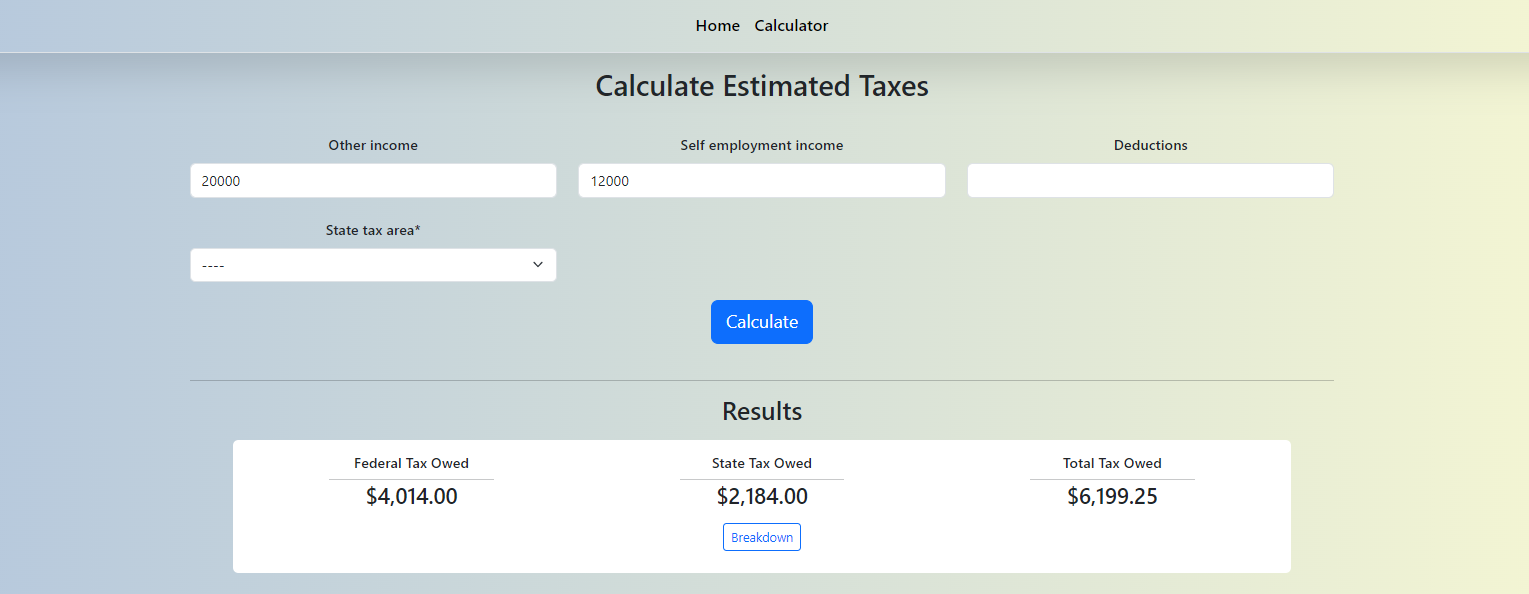 Home Calculator
Calculate Estimated Taxes
Other income Self employment income Deductions
20000 12000
State tax area*
----
Calculate
Results
Federal Tax Owed State Tax Owed Total Tax Owed
$4,014.00 $2,184.00 $6,199.25
Breakdown